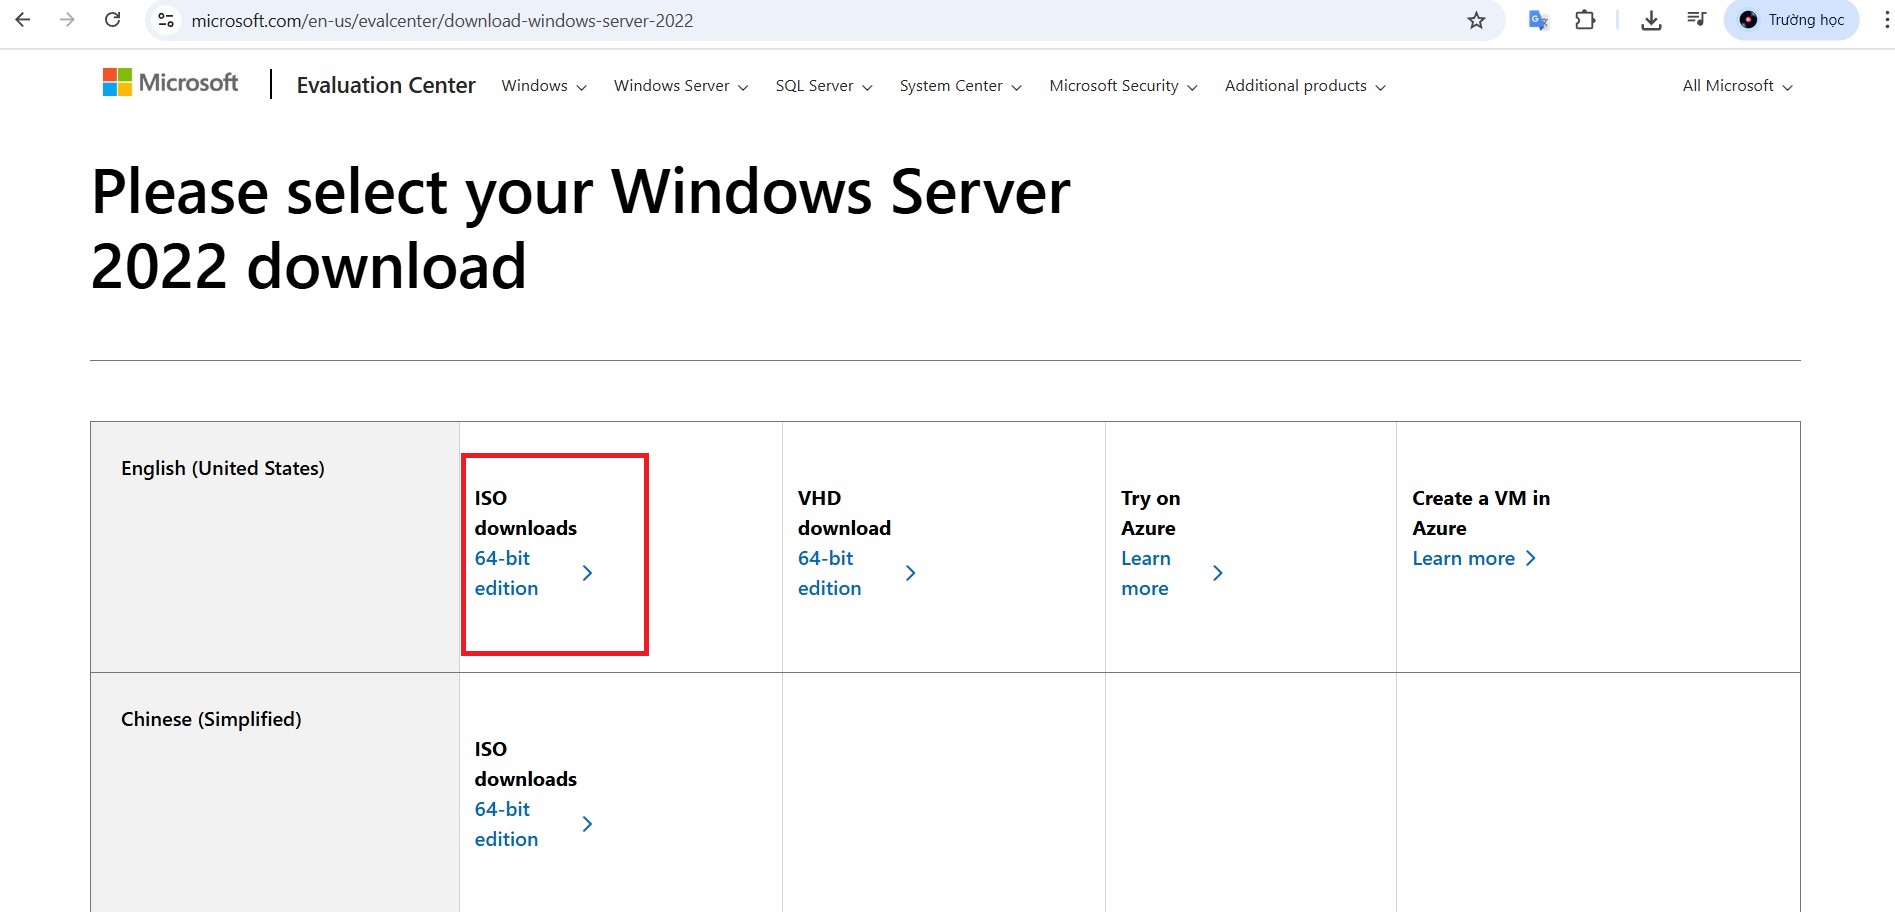 microsoft.com/en-us/evalcenter/download-windows-server-2022
Trường học
Microsoft
Evaluation Center
Windows
Windows Server
SQL Server
System Center
Microsoft Security
Additional products
All Microsoft
Please select your Windows Server
2022 download
English (United States)
ISO
downloads
64-bit
edition
VHD
download
64-bit
edition
Try on
Azure
Learn
more
Create a VM in
Azure
Learn more
Chinese (Simplified)
ISO
downloads
64-bit
edition